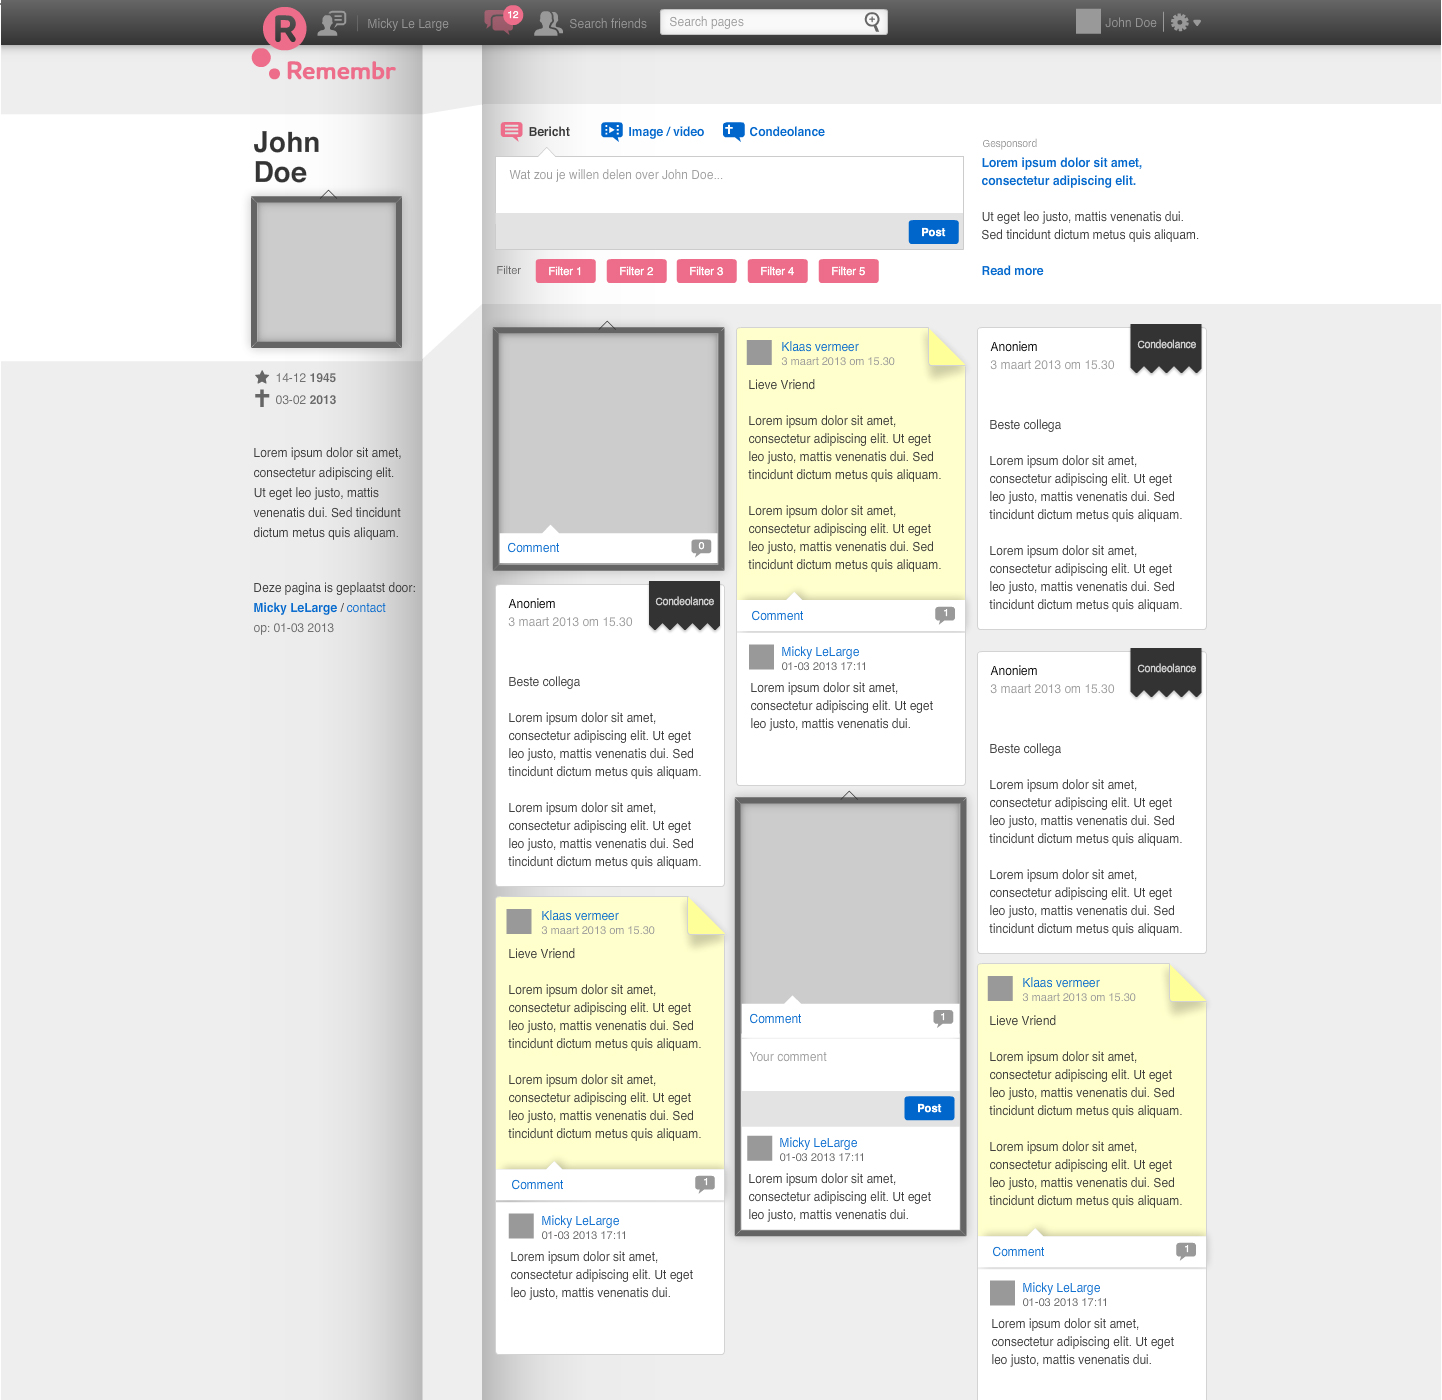 R
Remembr
Micky Le Large
12
Search friends
Search pages
John Doe
John
Doe
14-12 1945
03-02 2013
Lorem ipsum dolor sit amet,
consectetur adipiscing elit.
Ut eget leo justo, mattis
venenatis dui. Sed tincidunt
dictum metus quis aliquam.
Deze pagina is geplaatst door:
Micky LeLarge / contact
op: 01-03 2013
Bericht
Image / video
Condeolance
Wat zou je willen delen over John Doe...
Post
Filter
Filter 1
Filter 2
Filter 3
Filter 4
Filter 5
Gesponsord
Lorem ipsum dolor sit amet,
consectetur adipiscing elit.
Ut eget leo justo, mattis venenatis dui.
Sed tincidunt dictum metus quis aliquam.
Read more
Comment
0
Anoniem
3 maart 2013 om 15.30
Condeolance
Beste collega
Lorem ipsum dolor sit amet,
consectetur adipiscing elit. Ut eget
leo justo, mattis venenatis dui. Sed
tincidunt dictum metus quis aliquam.
Lorem ipsum dolor sit amet,
consectetur adipiscing elit. Ut eget
leo justo, mattis venenatis dui. Sed
tincidunt dictum metus quis aliquam.
Klaas vermeer
3 maart 2013 om 15.30
Lieve Vriend
Lorem ipsum dolor sit amet,
consectetur adipiscing elit. Ut eget
leo justo, mattis venenatis dui. Sed
tincidunt dictum metus quis aliquam.
Lorem ipsum dolor sit amet,
consectetur adipiscing elit. Ut eget
leo justo, mattis venenatis dui. Sed
tincidunt dictum metus quis aliquam.
Comment
1
Micky LeLarge
01-03 2013 17:11
Lorem ipsum dolor sit amet,
consectetur adipiscing elit. Ut eget
leo justo, mattis venenatis dui.
Klaas vermeer
3 maart 2013 om 15.30
Lieve Vriend
Lorem ipsum dolor sit amet,
consectetur adipiscing elit. Ut eget
leo justo, mattis venenatis dui. Sed
tincidunt dictum metus quis aliquam.
Lorem ipsum dolor sit amet,
consectetur adipiscing elit. Ut eget
leo justo, mattis venenatis dui. Sed
tincidunt dictum metus quis aliquam.
Comment
1
Micky LeLarge
01-03 2013 17:11
Lorem ipsum dolor sit amet,
consectetur adipiscing elit. Ut eget
leo justo, mattis venenatis dui.
Comment
1
Your comment
Post
Micky LeLarge
01-03 2013 17:11
Lorem ipsum dolor sit amet,
consectetur adipiscing elit. Ut eget
leo justo, mattis venenatis dui.
Anoniem
3 maart 2013 om 15.30
Condeolance
Beste collega
Lorem ipsum dolor sit amet,
consectetur adipiscing elit. Ut eget
leo justo, mattis venenatis dui. Sed
tincidunt dictum metus quis aliquam.
Lorem ipsum dolor sit amet,
consectetur adipiscing elit. Ut eget
leo justo, mattis venenatis dui. Sed
tincidunt dictum metus quis aliquam.
Anoniem
3 maart 2013 om 15.30
Condeolance
Beste collega
Lorem ipsum dolor sit amet,
consectetur adipiscing elit. Ut eget
leo justo, mattis venenatis dui. Sed
tincidunt dictum metus quis aliquam.
Lorem ipsum dolor sit amet,
consectetur adipiscing elit. Ut eget
leo justo, mattis venenatis dui. Sed
tincidunt dictum metus quis aliquam.
Klaas vermeer
3 maart 2013 om 15.30
Lieve Vriend
Lorem ipsum dolor sit amet,
consectetur adipiscing elit. Ut eget
leo justo, mattis venenatis dui. Sed
tincidunt dictum metus quis aliquam.
Lorem ipsum dolor sit amet,
consectetur adipiscing elit. Ut eget
leo justo, mattis venenatis dui. Sed
tincidunt dictum metus quis aliquam.
Comment
1
Micky LeLarge
01-03 2013 17:11
Lorem ipsum dolor sit amet,
consectetur adipiscing elit. Ut eget
leo justo, mattis venenatis dui.